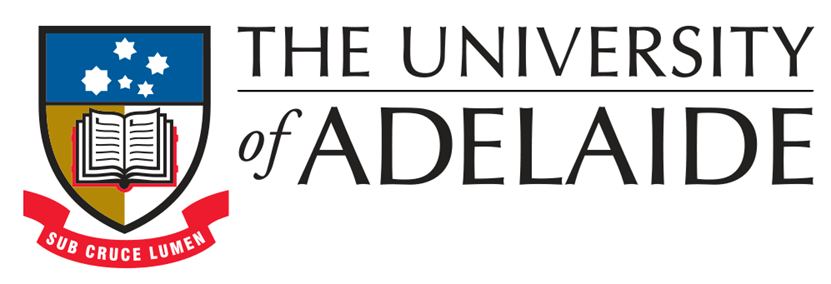 THE UNIVERSITY
of ADELAIDE
SUB CRUCE LUMEN